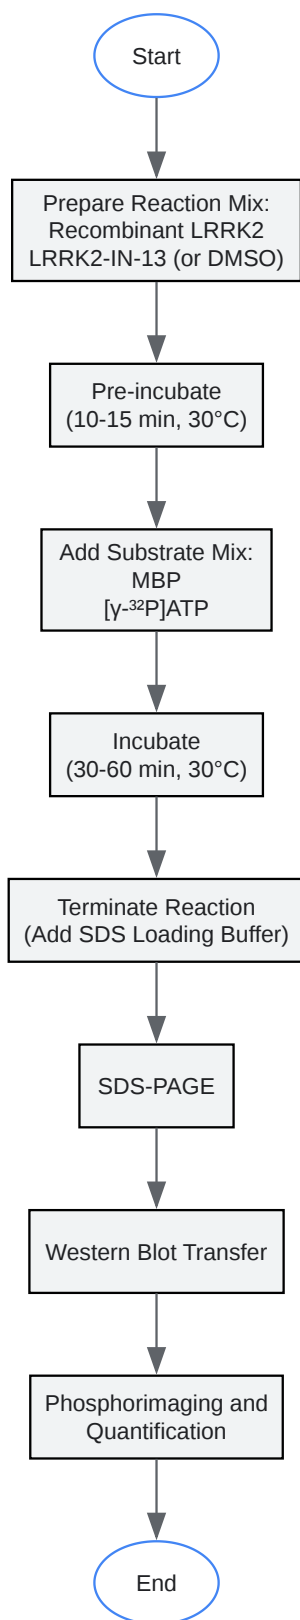 Start
Prepare Reaction Mix:
Recombinant LRRK2
LRRK2-IN-13 (or DMSO)
Pre-incubate
(10-15 min, 30°C)
Add Substrate Mix:
MBP
[γ-³²P]ATP
Incubate
(30-60 min, 30°C)
Terminate Reaction
(Add SDS Loading Buffer)
SDS-PAGE
Western Blot Transfer
Phosphorimaging and
Quantification
End